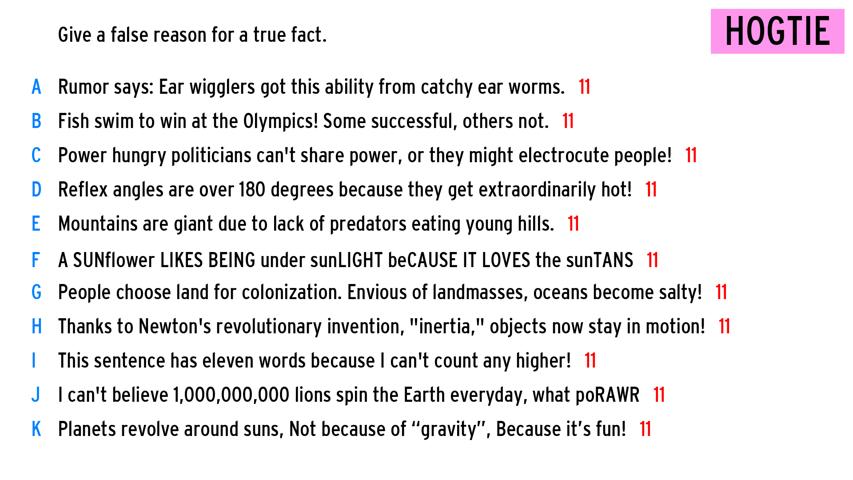 Give a false reason for a true fact.
HOGTIE
A Rumor says: Ear wigglers got this ability from catchy ear worms. 11
B Fish swim to win at the Olympics! Some successful, others not. 11
C Power hungry politicians can't share power, or they might electrocute people! 11
D Reflex angles are over 180 degrees because they get extraordinarily hot! 11
E Mountains are giant due to lack of predators eating young hills. 11
F A SUNflower LIKES BEING under sunLIGHT beCAUSE IT LOVES the sunTANS 11
G People choose land for colonization. Envious of landmasses, oceans become salty! 11
H Thanks to Newton's revolutionary invention, "inertia," objects now stay in motion! 11
I This sentence has eleven words because I can't count any higher! 11
J I can't believe 1,000,000,000 lions spin the Earth everyday, what poRAWR 11
K Planets revolve around suns, Not because of “gravity”, Because it’s fun! 11